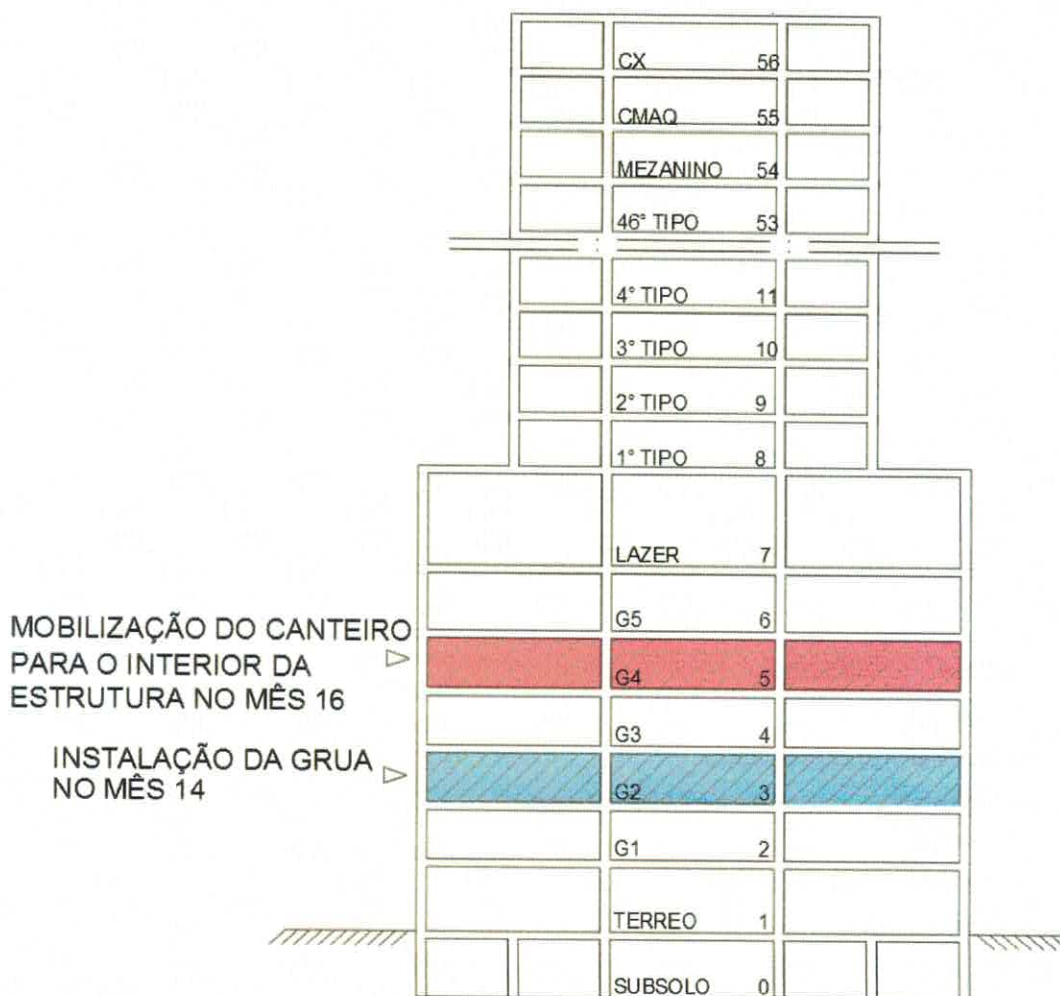 CX 56
CMAQ 55
MEZANINO 54
46° TIPO 53
4° TIPO 11
3° TIPO 10
2° TIPO 9
1° TIPO 8
LAZER 7
G5 6
MOBILIZAÇÃO DO CANTEIRO
PARA O INTERIOR DA
ESTRUTURA NO MÊS 16
G4 5
G3 4
INSTALAÇÃO DA GRUA
NO MÊS 14
G2 3
G1 2
TERREO 1
SUBSOLO 0